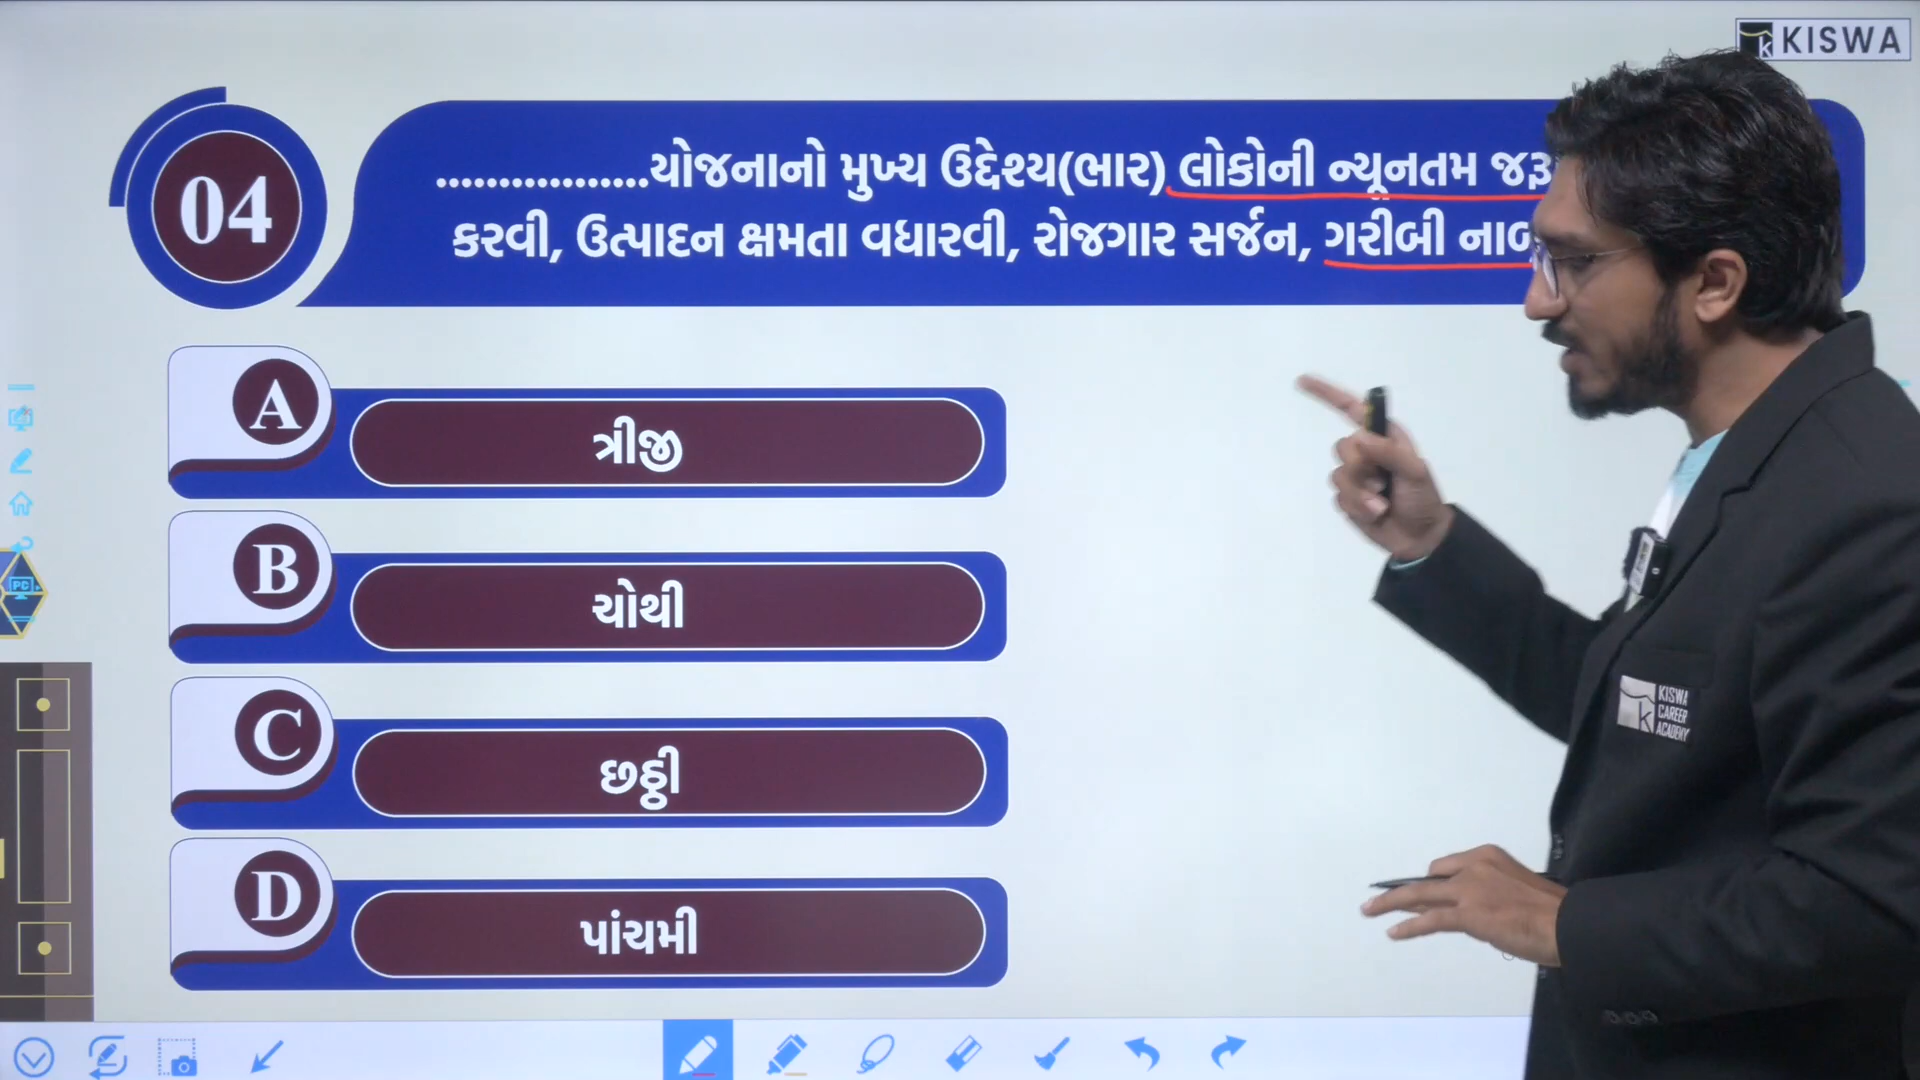 KISWA
04
.................યોજનાનો મુખ્ય ઉદ્દેશ્ય(ભાર) લોકોની ન્યૂનતમ
કરવી, ઉત્પાદન ક્ષમતા વધારવી, રોજગાર સર્જન, ગરીબી
A
ત્રીજી
B
ચોથી
C
છઠ્ઠી
D
પાંચમી
PC
KISWA
CAREER
ACADEMY